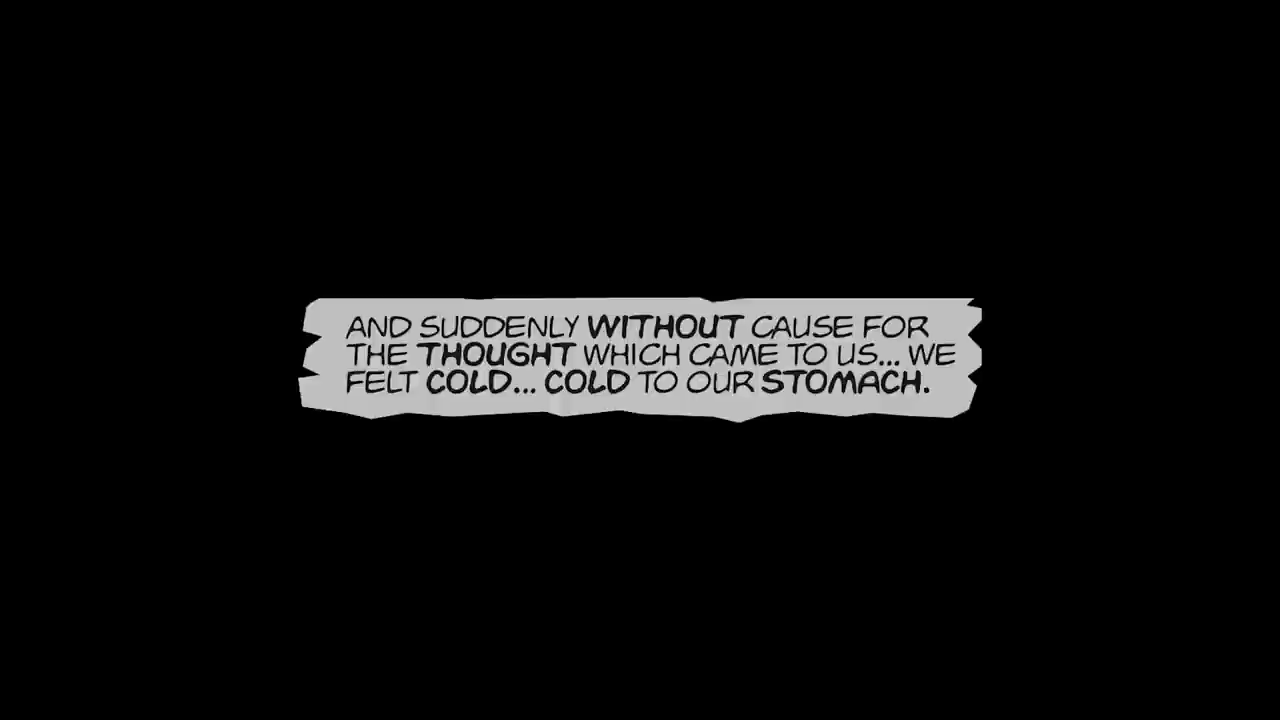 AND SUDDENLY WITHOUT CAUSE FOR
THE THOUGHT WHICH CAME TO US... WE
FELT COLD... COLD TO OUR STOMACH.